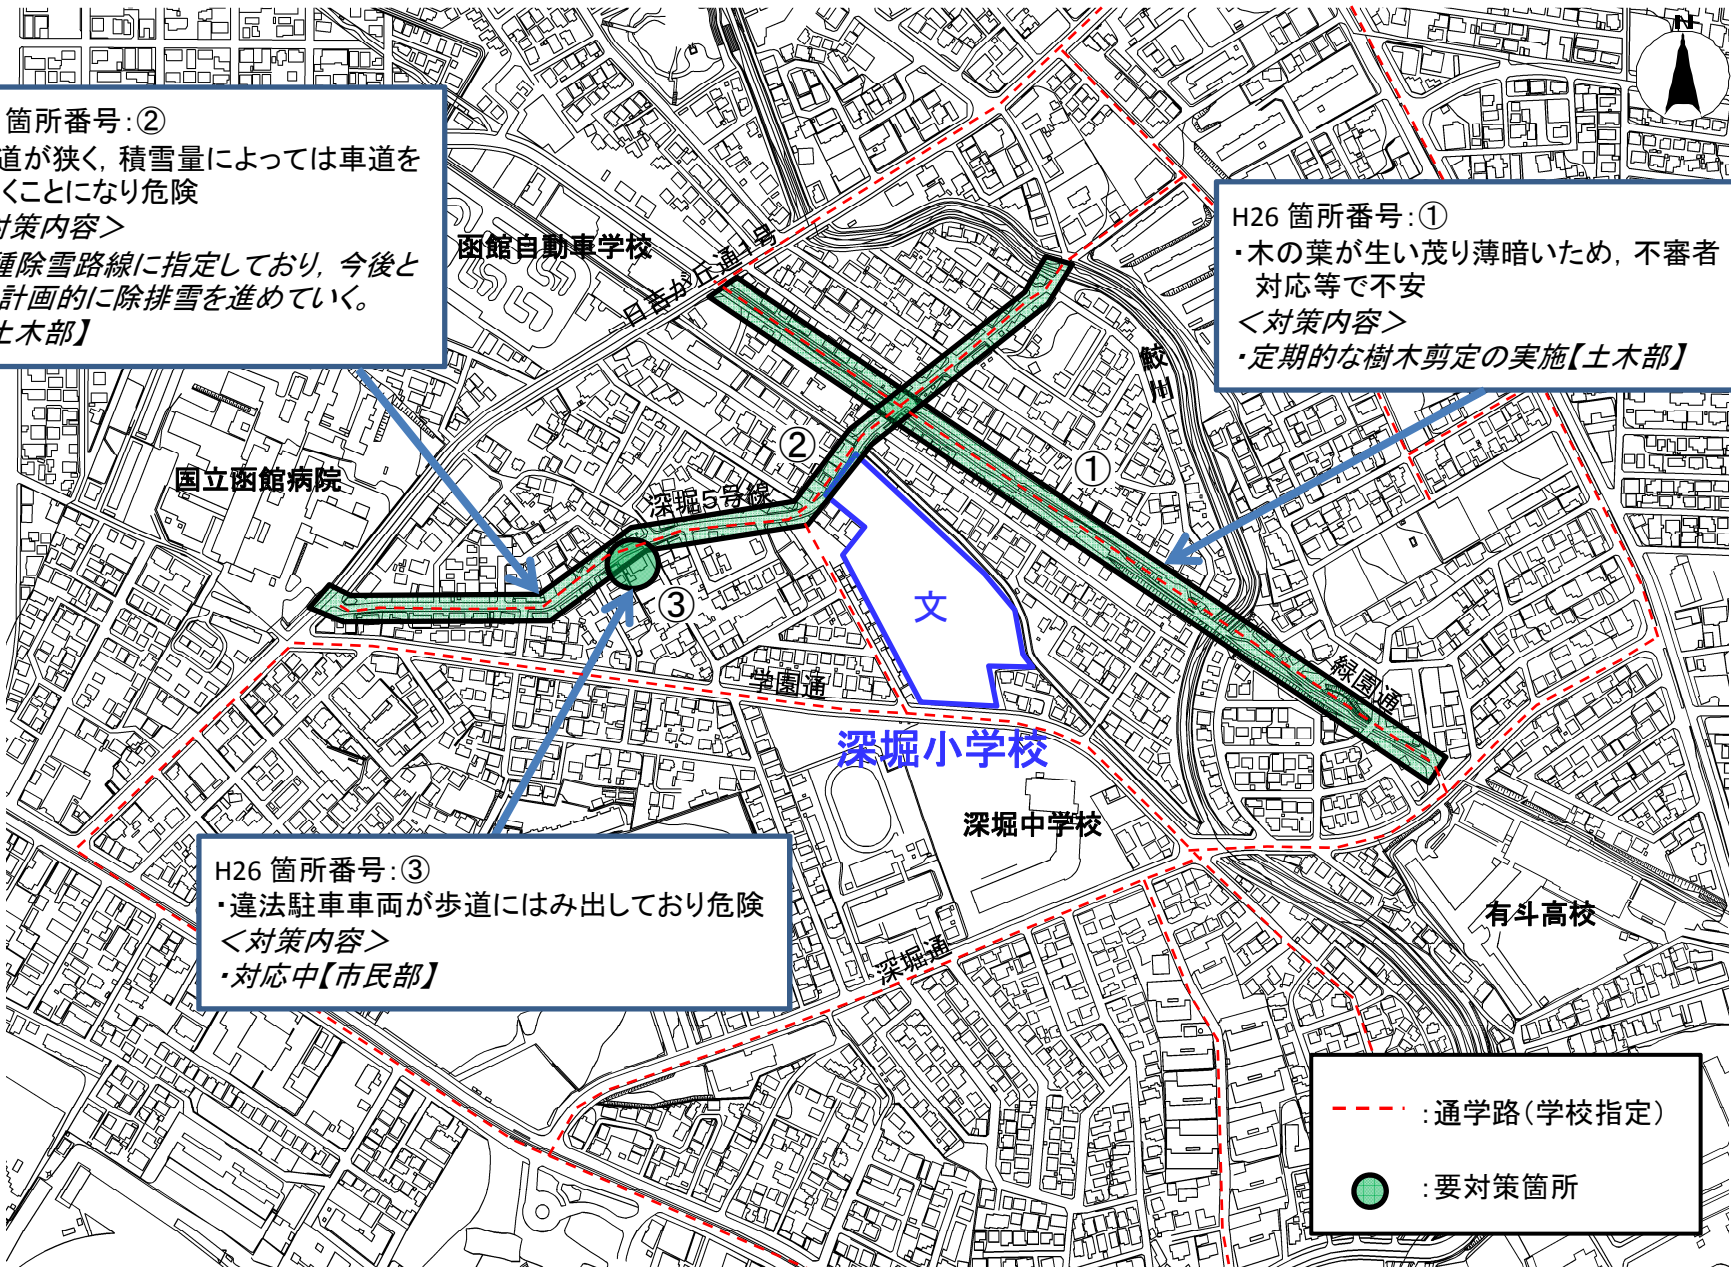 N
箇所番号：②
道が狭く，積雪量によっては車道を
くことになり危険
対策内容＞
種除雪路線に指定しており，今後と
計画的に除排雪を進めていく。
土木部】
H26 箇所番号：①
・木の葉が生い茂り薄暗いため，不審者
対応等で不安
＜対策内容＞
・定期的な樹木剪定の実施【土木部】
函館自動車学校
日吉が丘通1号
鮫川
②
①
国立函館病院
深堀5号線
③
文
緑園通
学園通
深堀小学校
深堀中学校
H26 箇所番号：③
・違法駐車車両が歩道にはみ出しており危険
＜対策内容＞
・対応中【市民部】
有斗高校
深堀通
：通学路（学校指定）
：要対策箇所